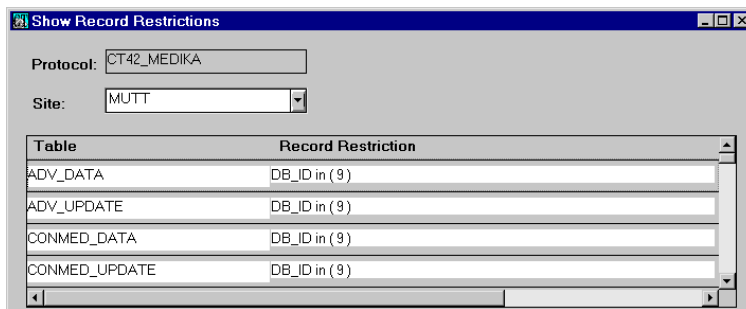 Show Record Restrictions
Protocol: CT42_MEDIKA
Site: MUTT
Table Record Restriction
ADV_DATA DB_ID in ( 9 )
ADV_UPDATE DB_ID in ( 9 )
CONMED_DATA DB_ID in ( 9 )
CONMED_UPDATE DB_ID in ( 9 )